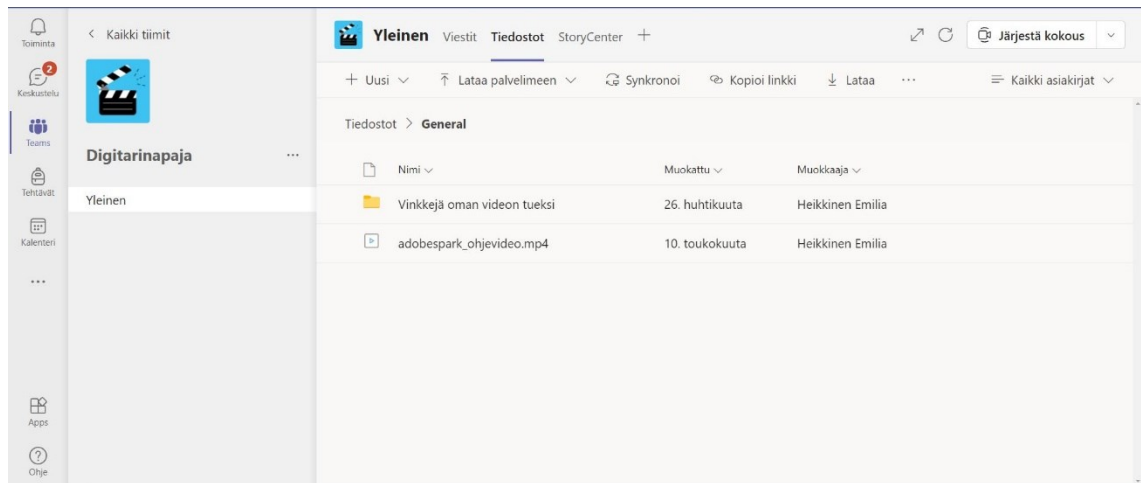 Toiminta
2
Keskustelu
Teams
Tehtävät
Kalenteri
...
Apps
Ohje
Kaikki tiimit
Digitarinapaja ...
Yleinen
Yleinen Viestit Tiedostot StoryCenter + Järjestä kokous
+ Uusi Lataa palvelimeen Synkronoi Kopioi linkki Lataa ... Kaikki asiakirjat
Tiedostot > General
Nimi Muokattu Muokkaaja
Vinkkejä oman videon tueksi 26. huhtikuuta Heikkinen Emilia
adobespark_ohjevideo.mp4 10. toukokuuta Heikkinen Emilia